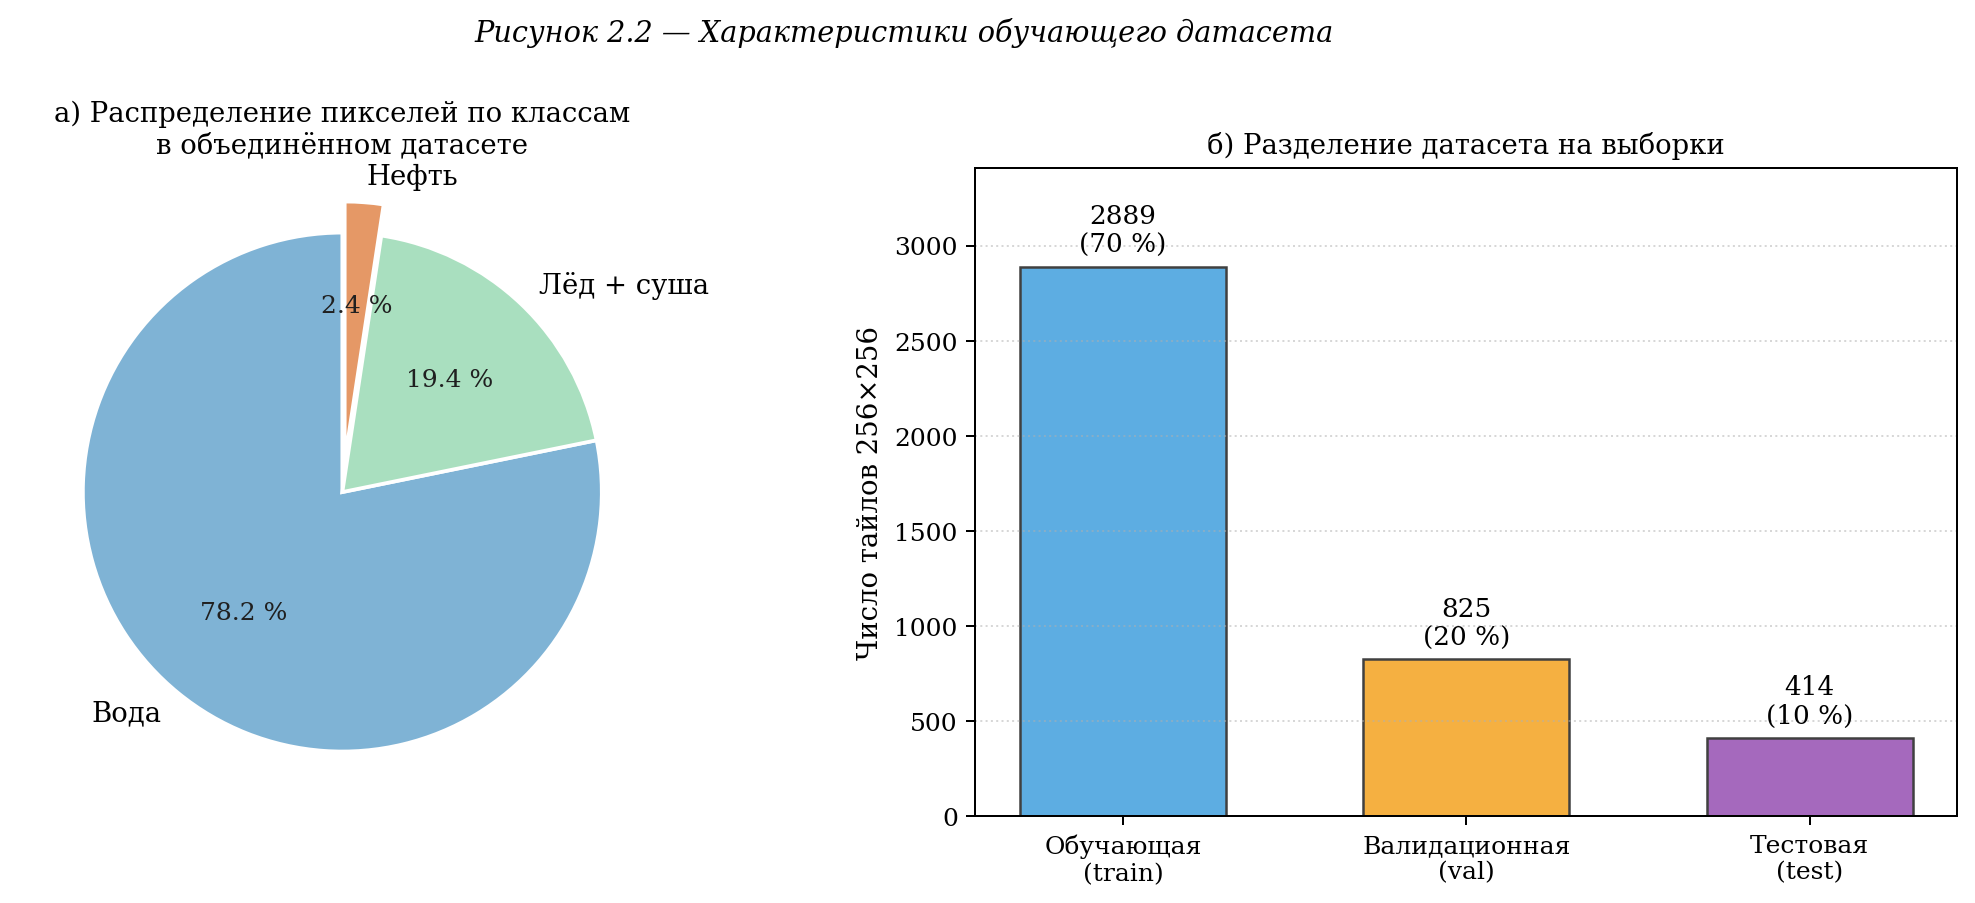 Рисунок 2.2 — Характеристики обучающего датасета
а) Распределение пикселей по классам
в объединённом датасете
Нефть
2.4 %
Лёд + суша
19.4 %
78.2 %
Вода
б) Разделение датасета на выборки
Число тайлов 256×256
3000
2500
2000
1500
1000
500
0
2889
(70 %)
825
(20 %)
414
(10 %)
Обучающая
(train)
Валидационная
(val)
Тестовая
(test)